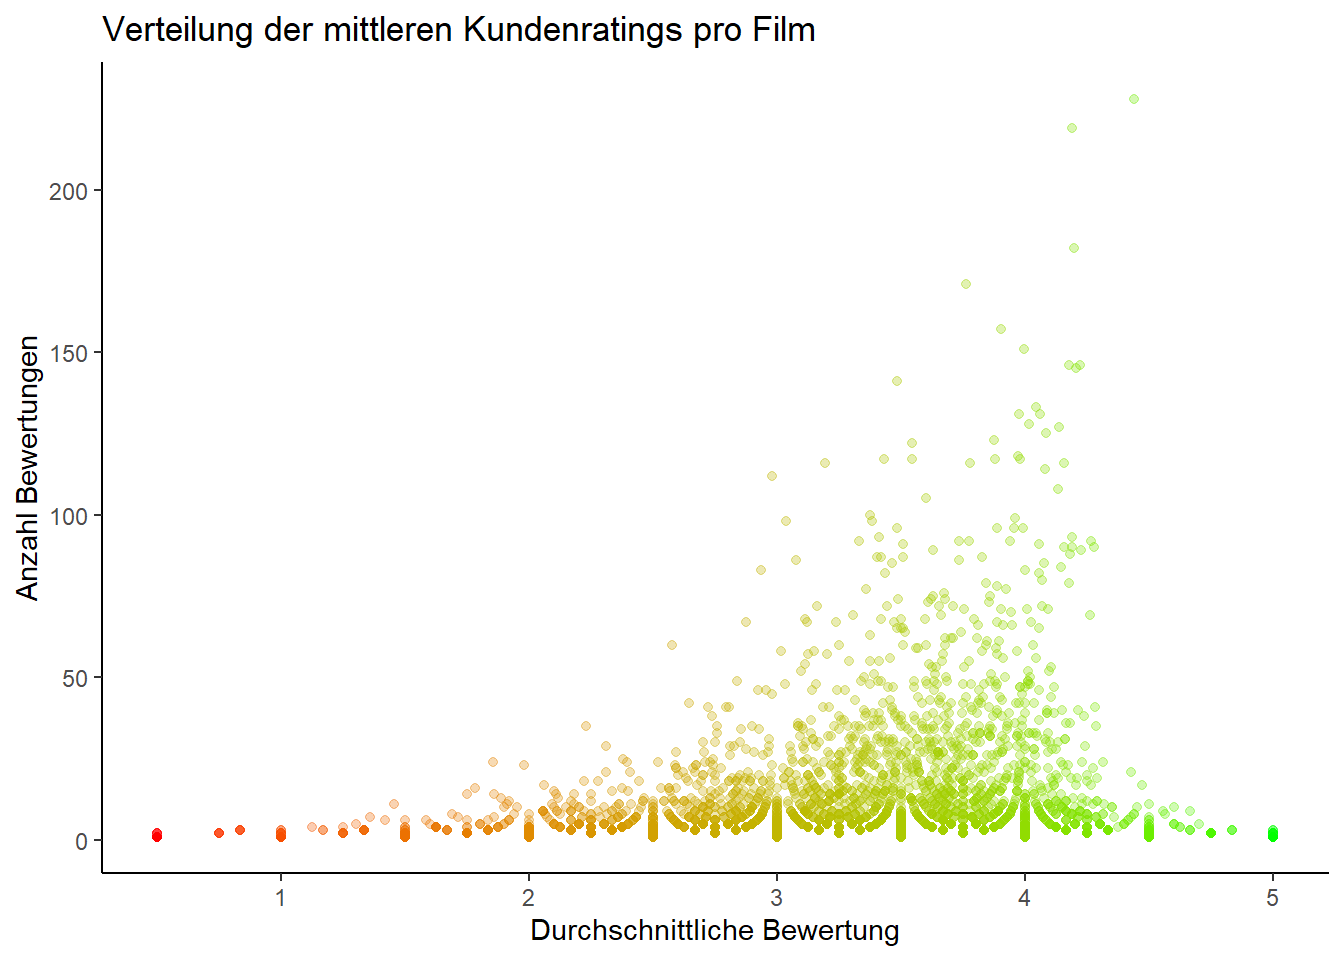 Verteilung der mittleren Kundenratings pro Film
Anzahl Bewertungen
200
150
100
50
0
1 2 3 4 5
Durchschnittliche Bewertung